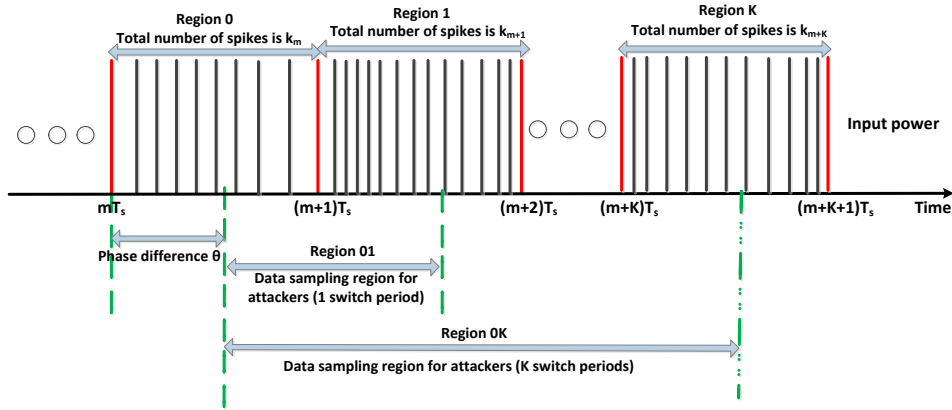 Region 0
Total number of spikes is km
Region 1
Total number of spikes is km+1
Region K
Total number of spikes is km+K
Input power
mTs
(m+1)Ts
(m+2)Ts
(m+K)Ts
(m+K+1)Ts
Time
Phase difference θ
Region 01
Data sampling region for
attackers (1 switch period)
Region 0K
Data sampling region for attackers (K switch periods)